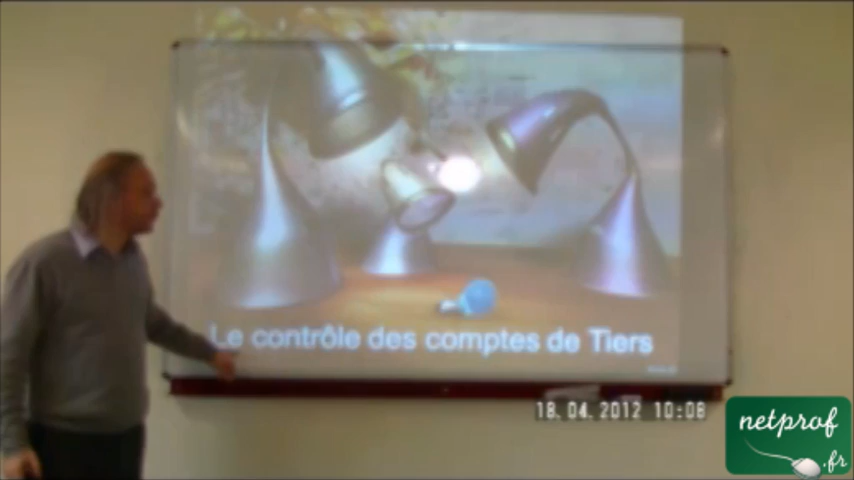 Le contrôle des comptes de Tiers
18.04.2012 10:08
netprof
.fr